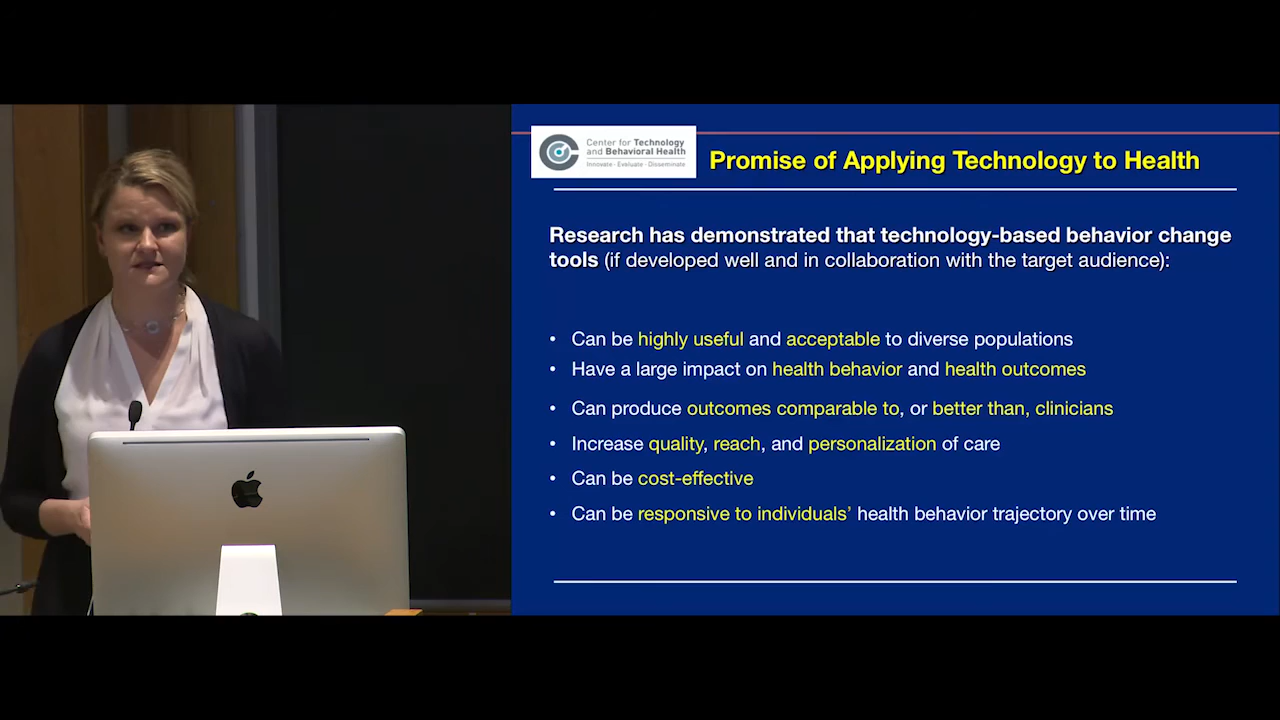 Center for Technology
and Behavioral Health
Innovate · Evaluate · Disseminate
Promise of Applying Technology to Health
Research has demonstrated that technology-based behavior change
tools (if developed well and in collaboration with the target audience):
• Can be highly useful and acceptable to diverse populations
• Have a large impact on health behavior and health outcomes
• Can produce outcomes comparable to, or better than, clinicians
• Increase quality, reach, and personalization of care
• Can be cost-effective
• Can be responsive to individuals’ health behavior trajectory over time